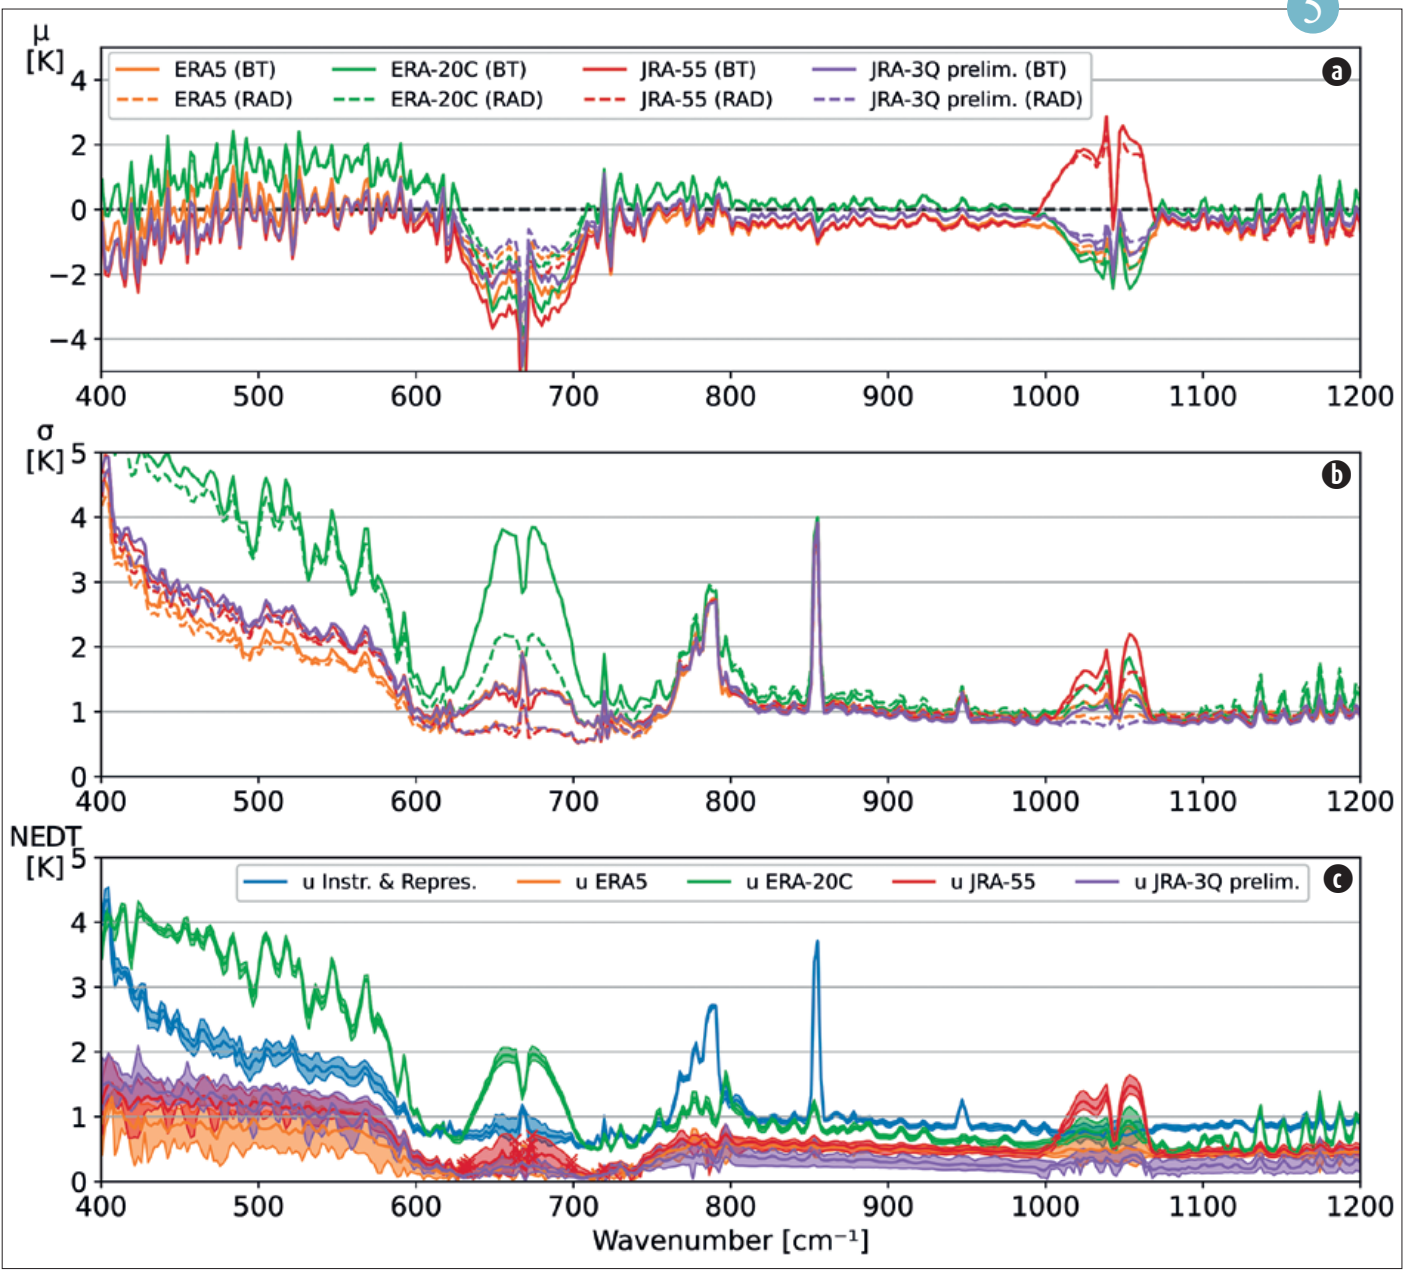 5
μ
[K]
a
ERA5 (BT) ERA-20C (BT) JRA-55 (BT) JRA-3Q prelim. (BT)
ERA5 (RAD) ERA-20C (RAD) JRA-55 (RAD) JRA-3Q prelim. (RAD)
4
2
0
−2
−4
400 500 600 700 800 900 1000 1100 1200
σ
[K]
b
5
4
3
2
1
0
400 500 600 700 800 900 1000 1100 1200
NEDT
[K]
c
u Instr. & Repres. u ERA5 u ERA-20C u JRA-55 u JRA-3Q prelim.
5
4
3
2
1
0
400 500 600 700 800 900 1000 1100 1200
Wavenumber [cm⁻¹]